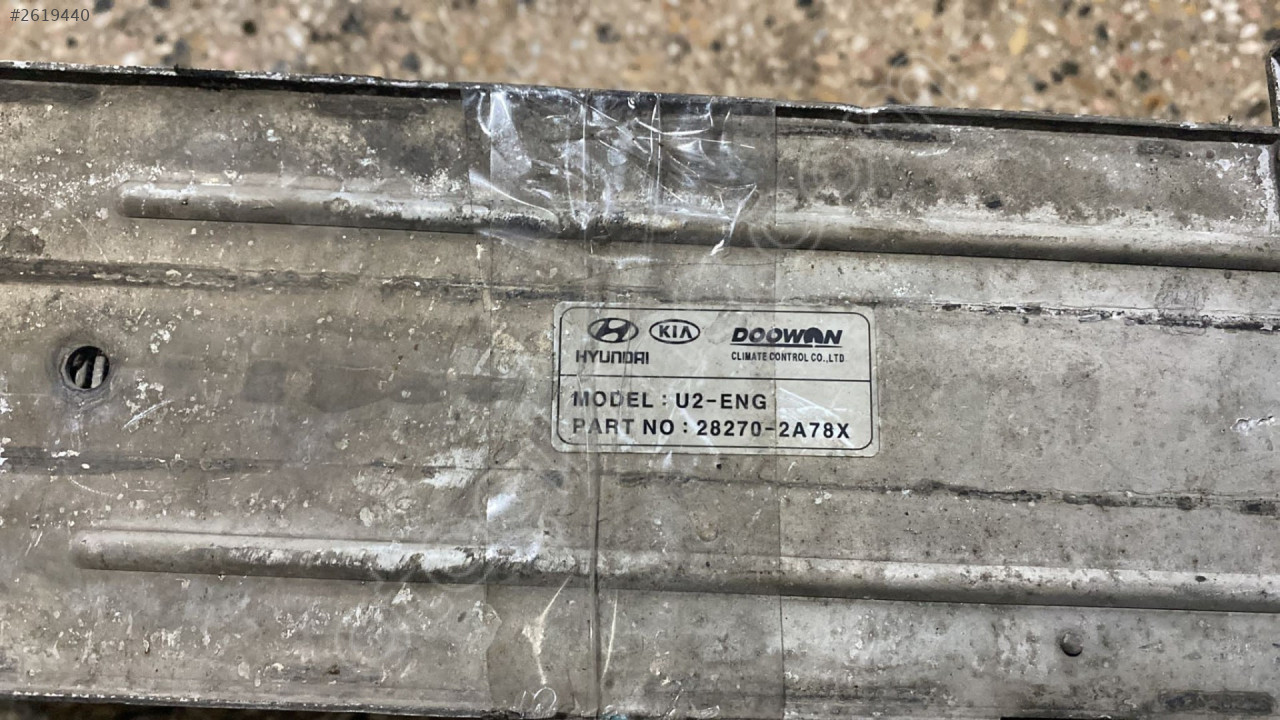 #2619440
HYUNDAI KIA DOOWON
CLIMATE CONTROL CO.,LTD
MODEL : U2-ENG
PART NO : 28270-2A78X